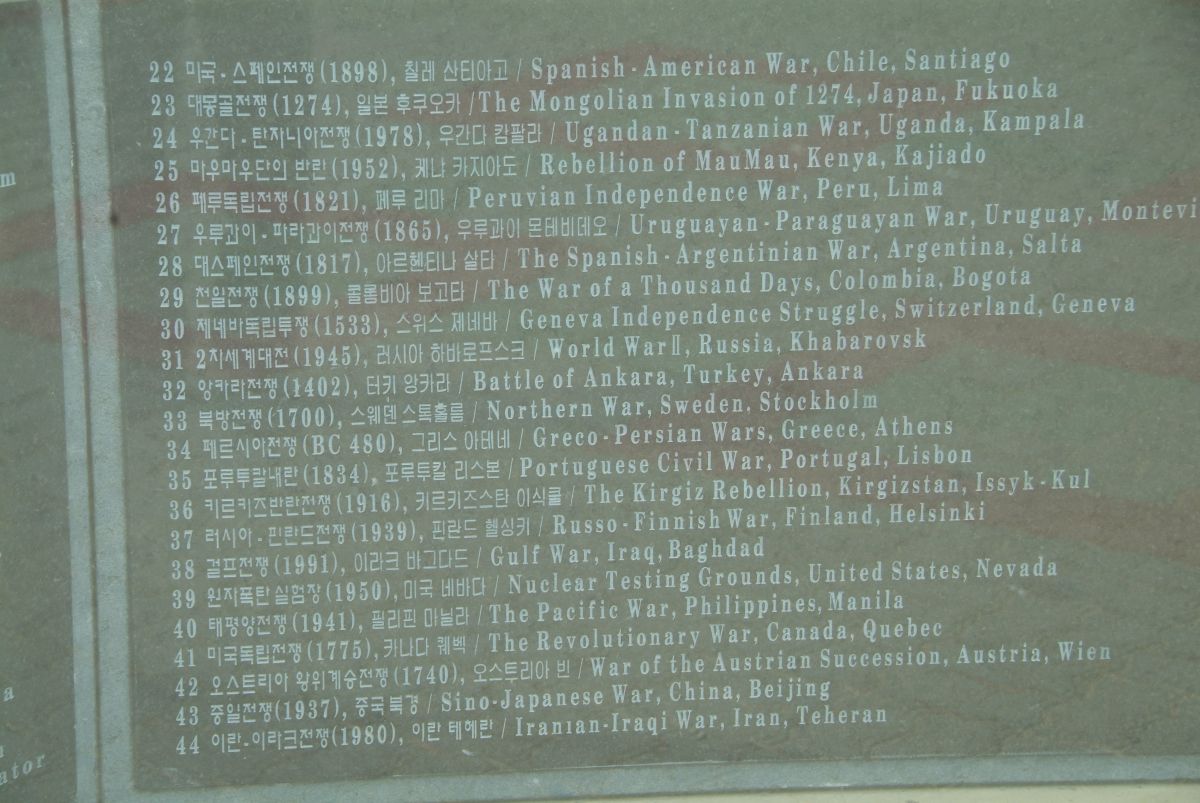 22 미국-스페인전쟁(1898), 칠레 산티아고 / Spanish-American War, Chile, Santiago
23 대몽골전쟁(1274), 일본 후쿠오카 /The Mongolian Invasion of 1274, Japan, Fukuoka
24 우간다-탄자니아전쟁(1978), 우간다 캄팔라 / Ugandan-Tanzanian War, Uganda, Kampala
25 마우마우단의 반란(1952), 케냐 카지아도 / Rebellion of MauMau, Kenya, Kajiado
26 페루독립전쟁(1821), 페루 리마 / Peruvian Independence War, Peru, Lima
27 우루과이-파라과이전쟁(1865), 우루과이 몬테비데오 / Uruguayan-Paraguayan War, Uruguay, Montevi
28 대스페인전쟁(1817), 아르헨티나 살타 / The Spanish-Argentinian War, Argentina, Salta
29 천일전쟁(1899), 콜롬비아 보고타 / The War of a Thousand Days, Colombia, Bogota
30 제네바독립투쟁(1533), 스위스 제네바 / Geneva Independence Struggle, Switzerland, Geneva
31 2차세계대전(1945), 러시아 하바로프스크 / World WarⅡ, Russia, Khabarovsk
32 앙카라전쟁(1402), 터키 앙카라 / Battle of Ankara, Turkey, Ankara
33 북방전쟁(1700), 스웨덴 스톡홀름 / Northern War, Sweden. Stockholm
34 페르시아전쟁(BC 480), 그리스 아테네 / Greco-Persian Wars, Greece, Athens
35 포루투칼내란(1834), 포루투칼 리스본 / Portuguese Civil War, Portugal, Lisbon
36 키르키즈반란전쟁(1916), 키르키즈스탄 이식쿨 / The Kirgiz Rebellion, Kirgizstan, Issyk-Kul
37 러시아-핀란드전쟁(1939), 핀란드 헬싱키 / Russo-Finnish War, Finland, Helsinki
38 걸프전쟁(1991), 이라크 바그다드 / Gulf War, Iraq, Baghdad
39 원자폭탄 실험장(1950), 미국 네바다 / Nuclear Testing Grounds, United States, Nevada
40 태평양전쟁(1941), 필리핀 마닐라 / The Pacific War, Philippines, Manila
41 미국독립전쟁(1775), 카나다 퀘벡 / The Revolutionary War, Canada, Quebec
42 오스트리아 왕위계승전쟁(1740), 오스트리아 빈 / War of the Austrian Succession, Austria, Wien
43 중일전쟁(1937), 중국 북경 / Sino-Japanese War, China, Beijing
44 이란-이라크전쟁(1980), 이란 테헤란 / Iranian-Iraqi War, Iran, Teheran
m
a
ator